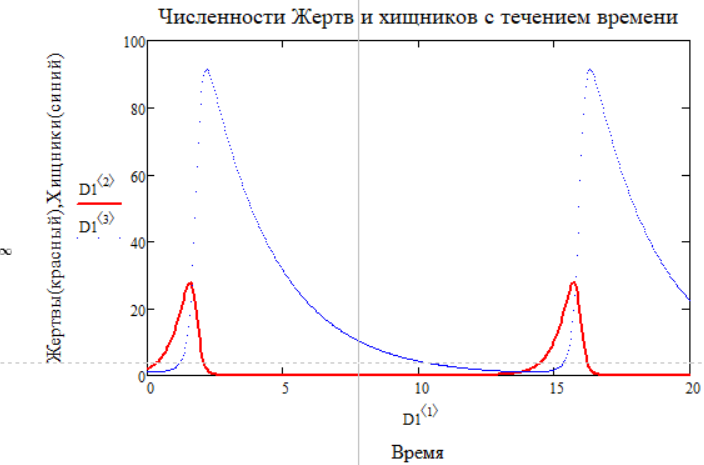 Численности Жертв и хищников с течением времени
Жертвы(красный),Хищники(синий)
D1⟨2⟩
D1⟨3⟩
100
80
60
40
20
0
0 5 10 15 20
D1⟨1⟩
Время